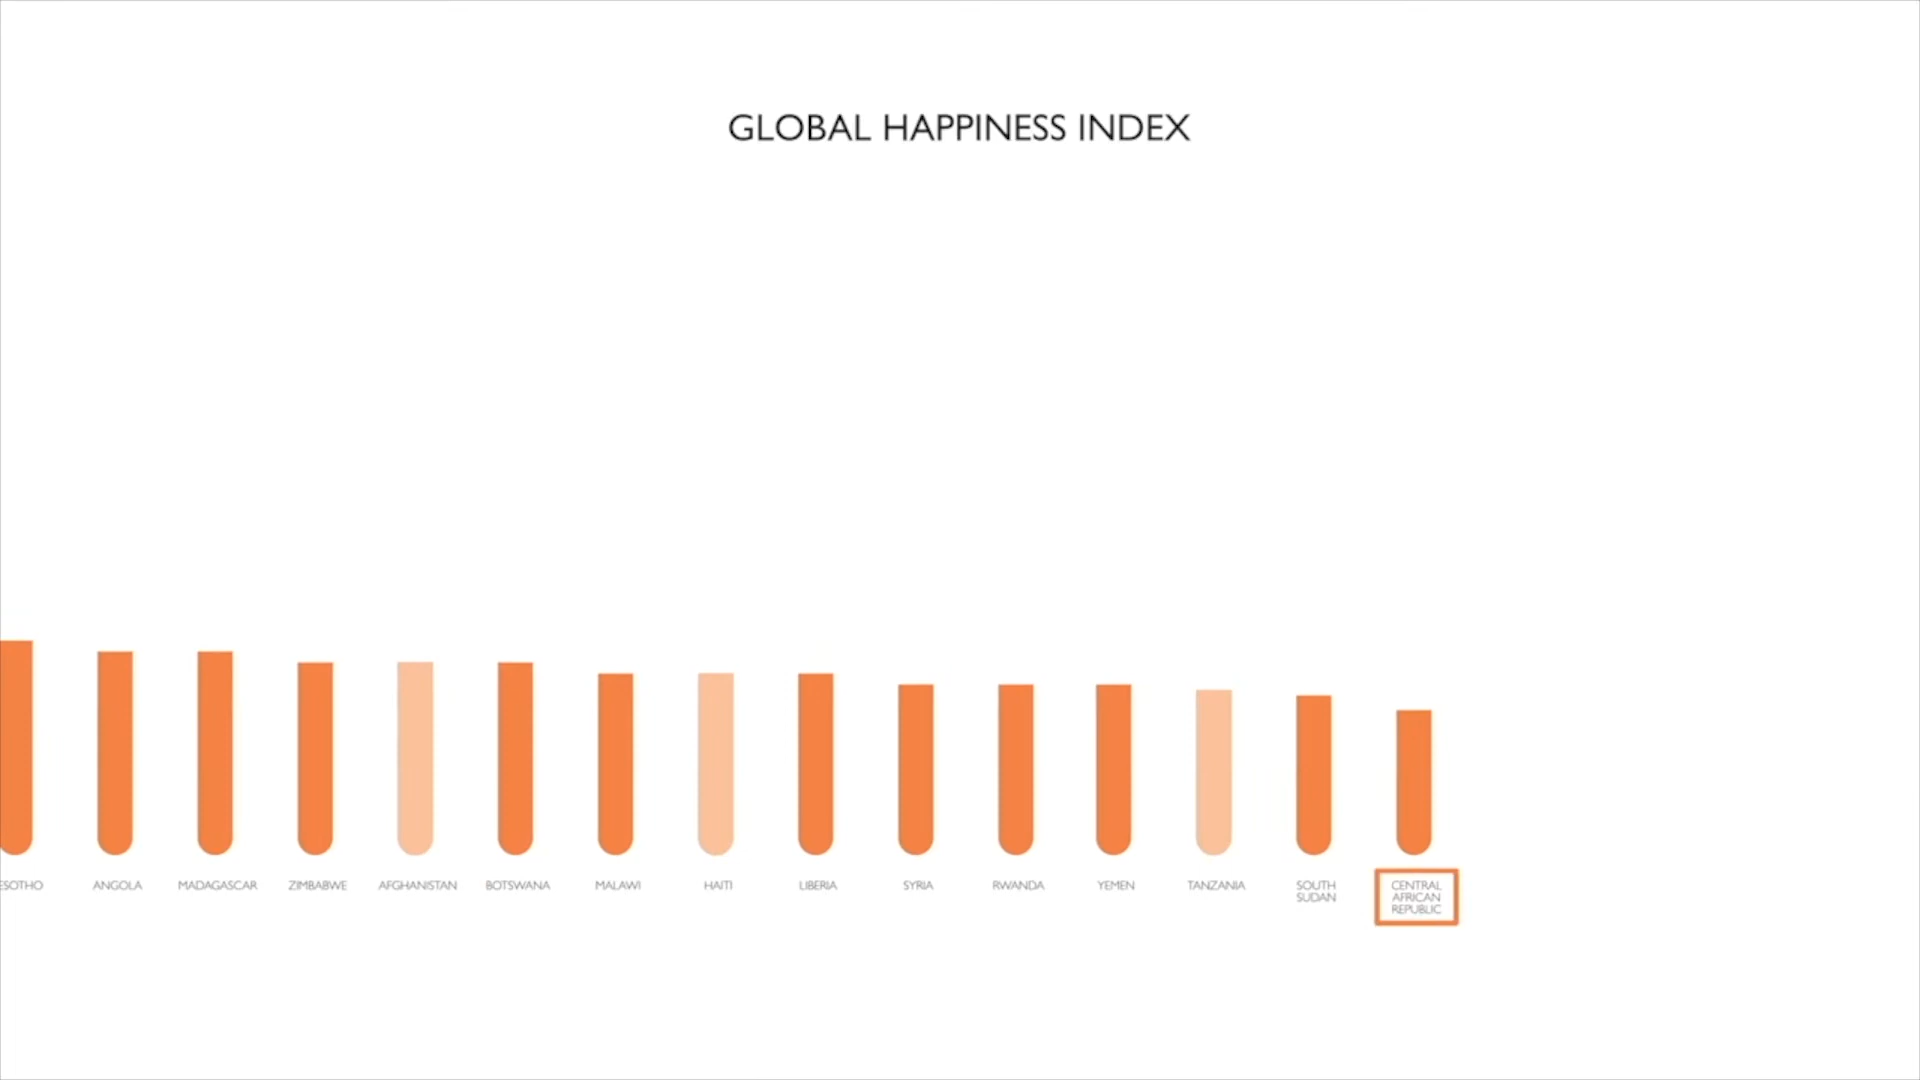 GLOBAL HAPPINESS INDEX
ESOTHO
ANGOLA
MADAGASCAR
ZIMBABWE
AFGHANISTAN
BOTSWANA
MALAWI
HAITI
LIBERIA
SYRIA
RWANDA
YEMEN
TANZANIA
SOUTH
SUDAN
CENTRAL
AFRICAN
REPUBLIC